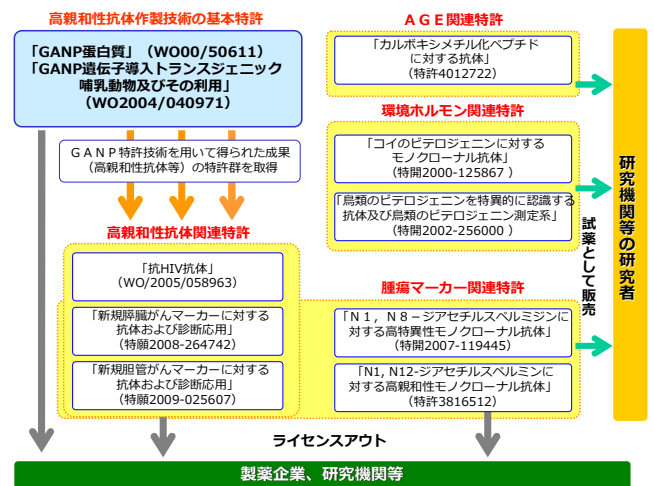 高親和性抗体作製技術の基本特許
「GANP蛋白質」（WO00/50611）
「GANP遺伝子導入トランスジェニック
哺乳動物及びその利用」
（WO2004/040971）
ＧＡＮＰ特許技術を用いて得られた成果
（高親和性抗体等）の特許群を取得
高親和性抗体関連特許
「抗HIV抗体」
（WO/2005/058963）
「新規膵臓がんマーカーに対する
抗体および診断応用」
（特願2008-264742）
「新規胆管がんマーカーに対する
抗体および診断応用」
（特願2009-025607）
ＡＧＥ関連特許
「カルボキシメチル化ペプチド
に対する抗体」
（特許4012722）
環境ホルモン関連特許
「コイのビテロジェニンに対する
モノクローナル抗体」
（特開2000-125867 ）
「鳥類のビテロジェニンを特異的に認識する
抗体及び鳥類のビテロジェニン測定系」
（特開2002-256000 ）
腫瘍マーカー関連特許
「Ｎ１, Ｎ８－ジアセチルスペルミジンに
対する高特異性モノクローナル抗体」
（特開2007-119445）
「N1, N12-ジアセチルスペルミンに
対する高親和性モノクローナル抗体」
（特許3816512）
試薬として販売
研究機関等の研究者
ライセンスアウト
製薬企業、研究機関等